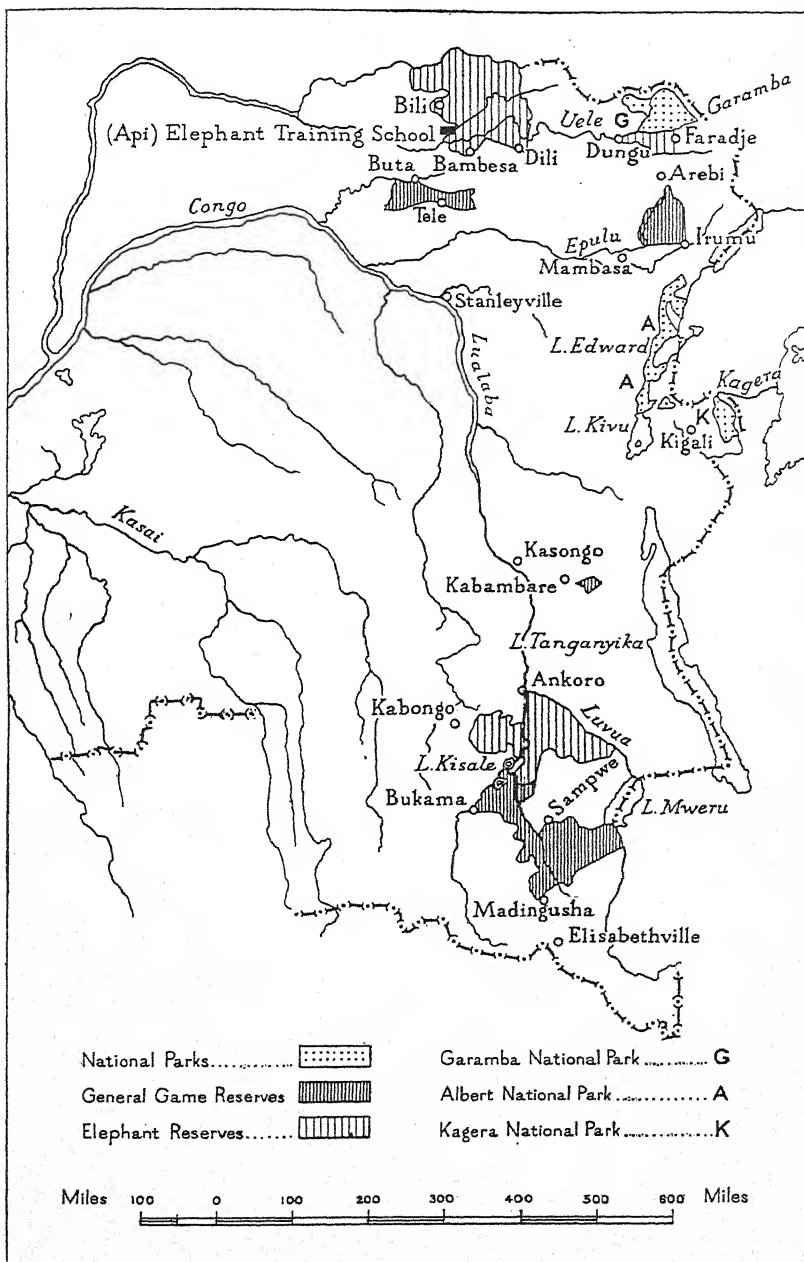 Bili
Garamba
(Api) Elephant Training School
Uele G
Dungu
Faradje
Buta Bambesa Dili
Arebi
Tele
Congo
Epulu
Irumu
Mambasa
Stanleyville
A
L.Edward
Lualaba
A
Kagera
K
L.Kivu
Kigali
Kasai
Kasongo
Kabambare
L.Tanganyika
Ankoro
Kabongo
Luvua
L.Kisale
Sampwe
Bukama
L.Mweru
Madingusha
Elisabethville
National Parks
General Game Reserves
Elephant Reserves
Garamba National Park G
Albert National Park A
Kagera National Park K
Miles 100 0 100 200 300 400 500 600 Miles